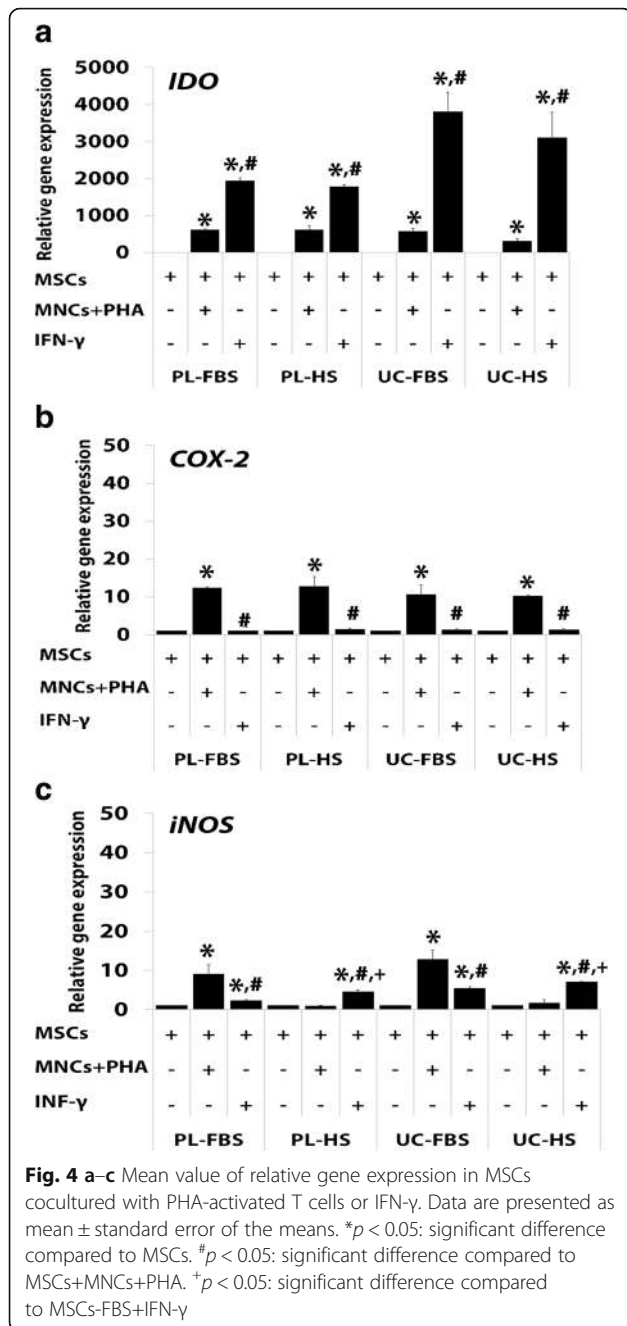 a
IDO
Relative gene expression
5000
4000
3000
2000
1000
0
* *,# * *,# * *,# * *,#
MSCs + + + + + + + + + + + +
MNCs+PHA - + - - + - - + - - + -
IFN-γ - - + - - + - - + - - +
PL-FBS PL-HS UC-FBS UC-HS
b
COX-2
Relative gene expression
50
40
30
20
10
0
* # * # * # * #
MSCs + + + + + + + + + + + +
MNCs+PHA - + - - + - - + - - + -
IFN-γ - - + - - + - - + - - +
PL-FBS PL-HS UC-FBS UC-HS
c
iNOS
Relative gene expression
50
40
30
20
10
0
* *,# *,#,+ * *,# *,#,+
MSCs + + + + + + + + + + + +
MNCs+PHA - + - - + - - + - - + -
INF-γ - - + - - + - - + - - +
PL-FBS PL-HS UC-FBS UC-HS
Fig. 4 a–c Mean value of relative gene expression in MSCs
cocultured with PHA-activated T cells or IFN-γ. Data are presented as
mean ± standard error of the means. *p < 0.05: significant difference
compared to MSCs. #p < 0.05: significant difference compared to
MSCs+MNCs+PHA. +p < 0.05: significant difference compared
to MSCs-FBS+IFN-γ